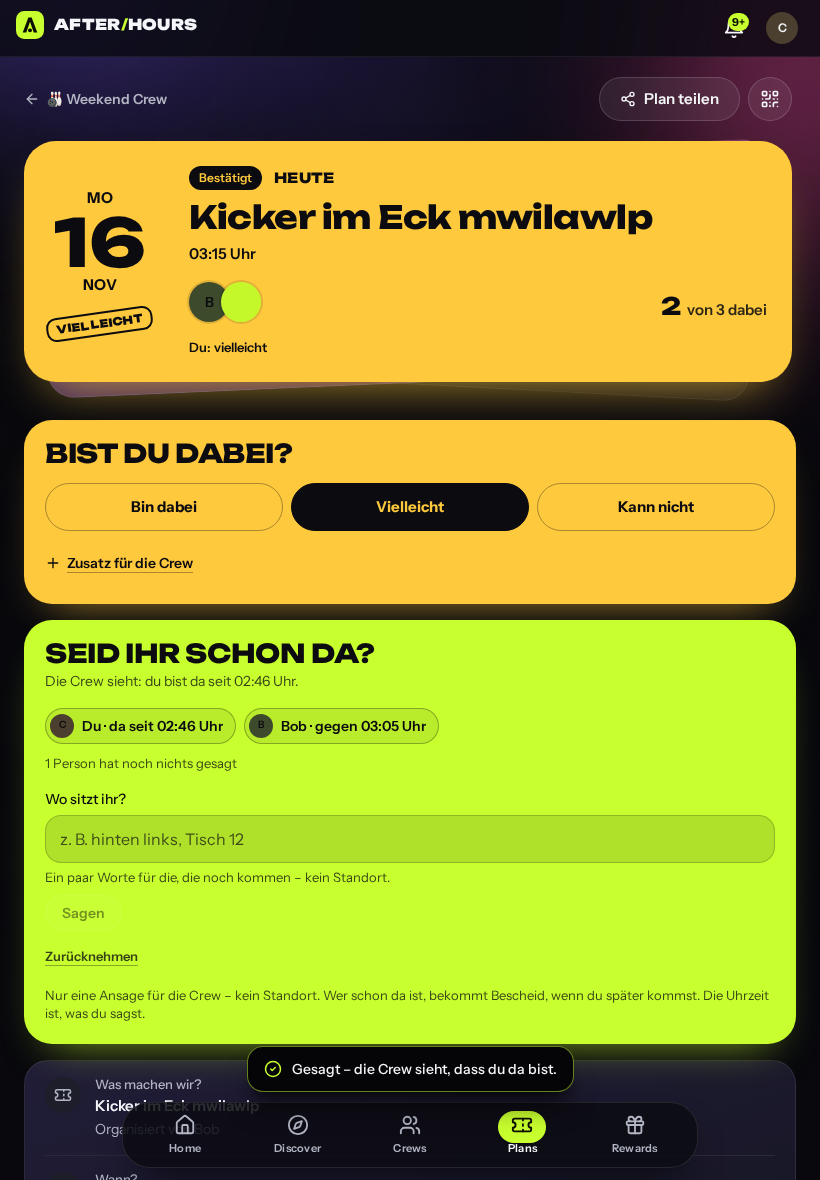 AFTER/HOURS
9+
C
🎳 Weekend Crew
Plan teilen
MO
16
NOV
VIELLEICHT
Bestätigt
HEUTE
Kicker im Eck mwilawlp
03:15 Uhr
B
2 von 3 dabei
Du: vielleicht
BIST DU DABEI?
Bin dabei
Vielleicht
Kann nicht
Zusatz für die Crew
SEID IHR SCHON DA?
Die Crew sieht: du bist da seit 02:46 Uhr.
C Du · da seit 02:46 Uhr
B Bob · gegen 03:05 Uhr
1 Person hat noch nichts gesagt
Wo sitzt ihr?
z. B. hinten links, Tisch 12
Ein paar Worte für die, die noch kommen – kein Standort.
Sagen
Zurücknehmen
Nur eine Ansage für die Crew – kein Standort. Wer schon da ist, bekommt Bescheid, wenn du später kommst. Die Uhrzeit
ist, was du sagst.
Gesagt – die Crew sieht, dass du da bist.
Was machen wir?
Kicker im Eck mwilawlp
Organisiert von Bob
Home
Discover
Crews
Plans
Rewards
Wann?